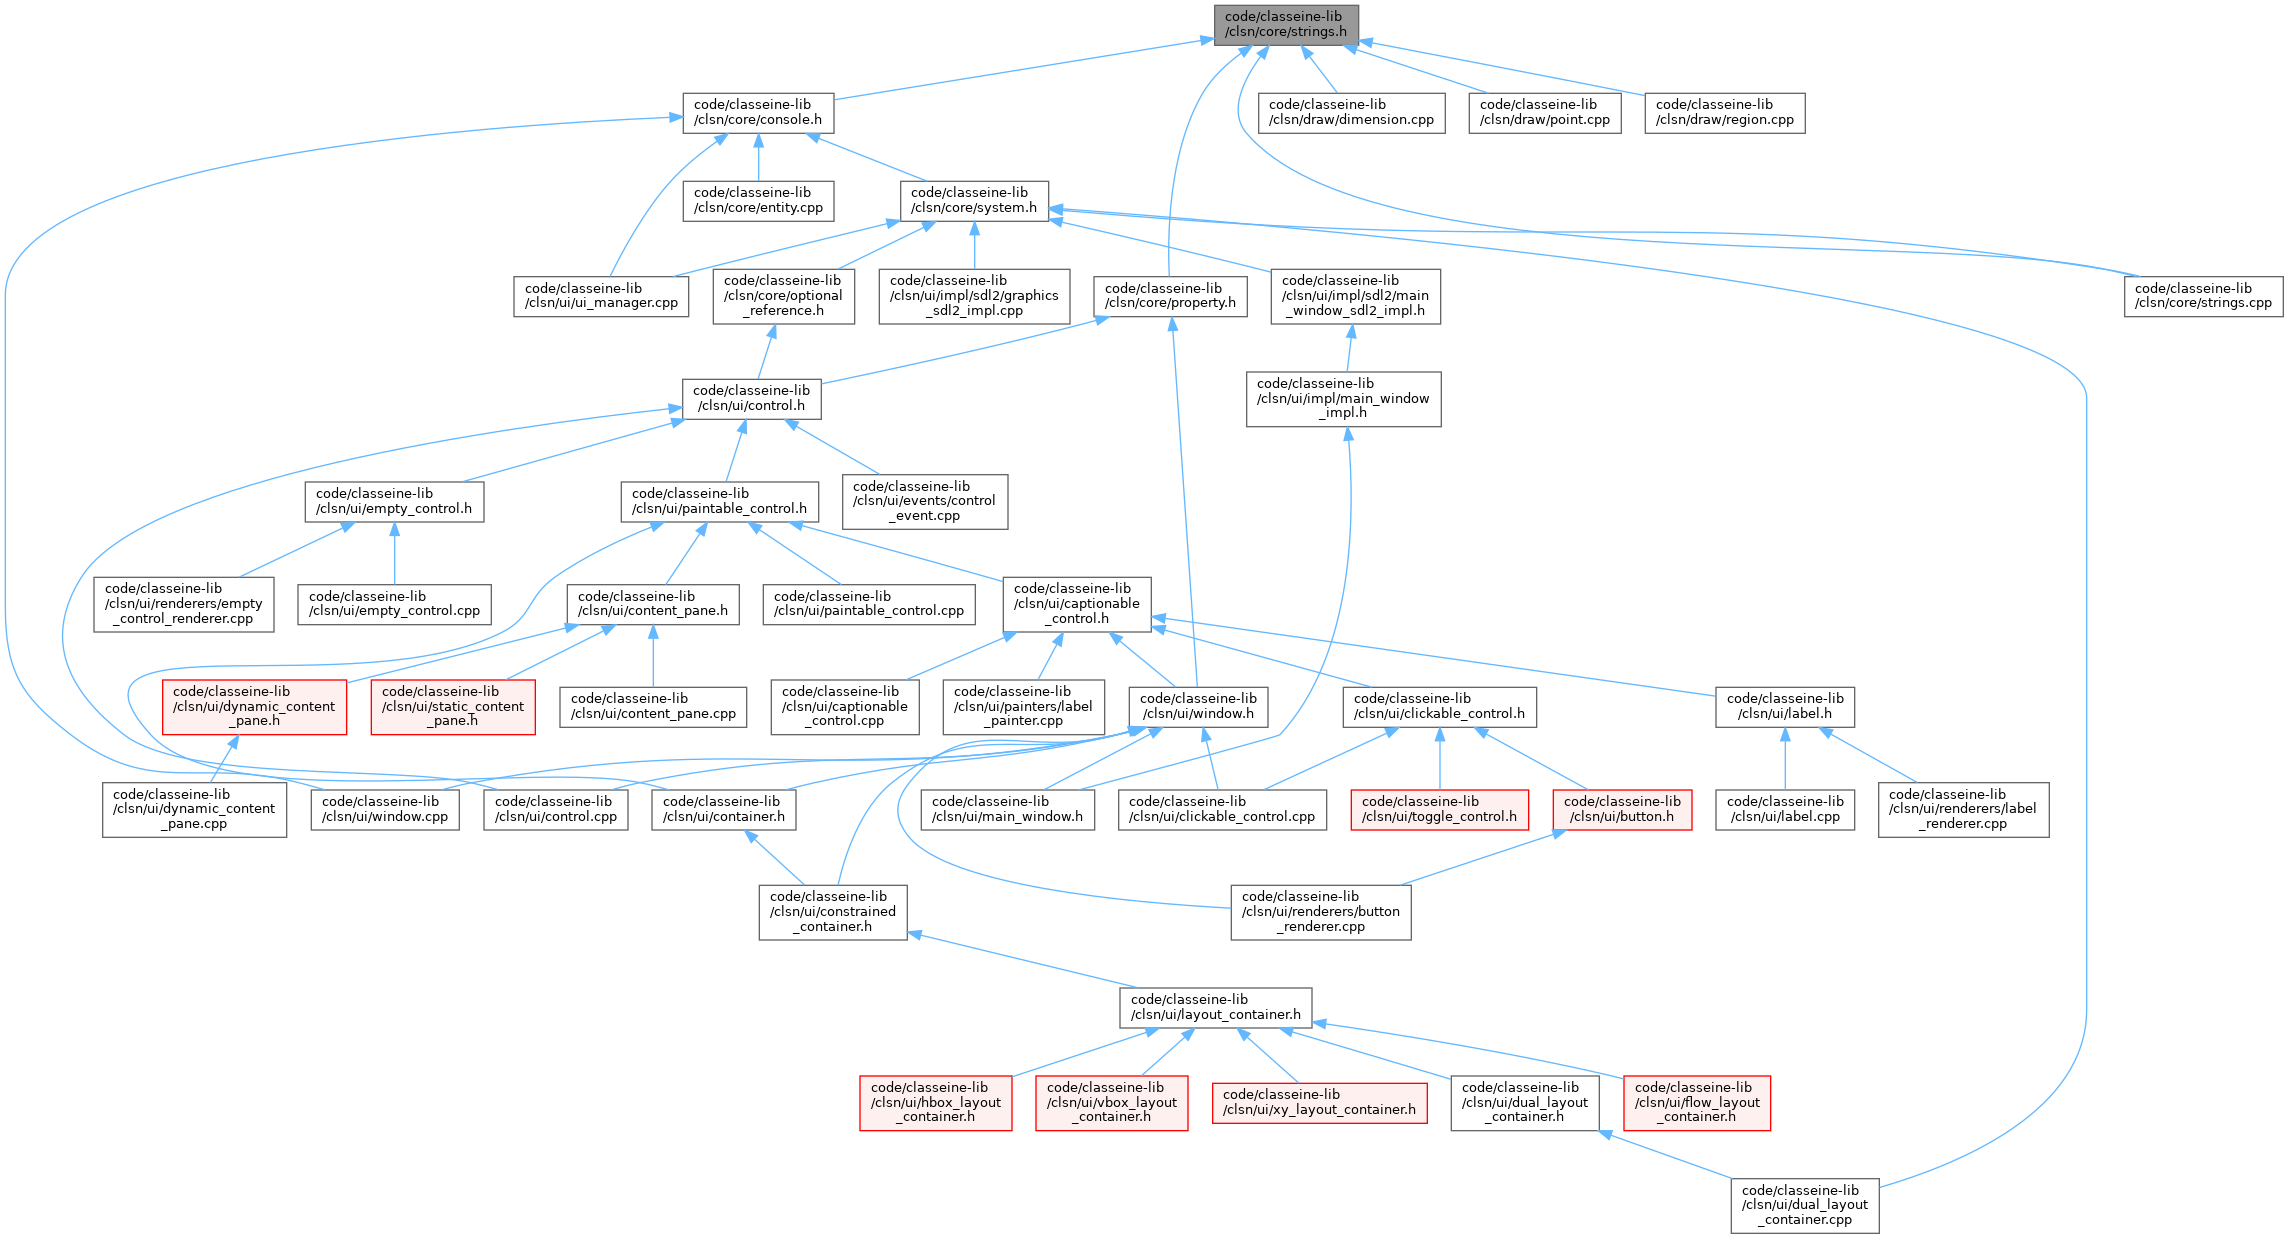 code/classeine-lib
/clsn/core/strings.h
code/classeine-lib
/clsn/core/console.h
code/classeine-lib
/clsn/draw/dimension.cpp
code/classeine-lib
/clsn/draw/point.cpp
code/classeine-lib
/clsn/draw/region.cpp
code/classeine-lib
/clsn/core/entity.cpp
code/classeine-lib
/clsn/core/system.h
code/classeine-lib
/clsn/ui/ui_manager.cpp
code/classeine-lib
/clsn/core/optional
_reference.h
code/classeine-lib
/clsn/ui/impl/sdl2/graphics
_sdl2_impl.cpp
code/classeine-lib
/clsn/core/property.h
code/classeine-lib
/clsn/ui/impl/sdl2/main
_window_sdl2_impl.h
code/classeine-lib
/clsn/core/strings.cpp
code/classeine-lib
/clsn/ui/control.h
code/classeine-lib
/clsn/ui/impl/main_window
_impl.h
code/classeine-lib
/clsn/ui/empty_control.h
code/classeine-lib
/clsn/ui/paintable_control.h
code/classeine-lib
/clsn/ui/events/control
_event.cpp
code/classeine-lib
/clsn/ui/renderers/empty
_control_renderer.cpp
code/classeine-lib
/clsn/ui/empty_control.cpp
code/classeine-lib
/clsn/ui/content_pane.h
code/classeine-lib
/clsn/ui/paintable_control.cpp
code/classeine-lib
/clsn/ui/captionable
_control.h
code/classeine-lib
/clsn/ui/dynamic_content
_pane.h
code/classeine-lib
/clsn/ui/static_content
_pane.h
code/classeine-lib
/clsn/ui/content_pane.cpp
code/classeine-lib
/clsn/ui/captionable
_control.cpp
code/classeine-lib
/clsn/ui/painters/label
_painter.cpp
code/classeine-lib
/clsn/ui/window.h
code/classeine-lib
/clsn/ui/clickable_control.h
code/classeine-lib
/clsn/ui/label.h
code/classeine-lib
/clsn/ui/dynamic_content
_pane.cpp
code/classeine-lib
/clsn/ui/window.cpp
code/classeine-lib
/clsn/ui/control.cpp
code/classeine-lib
/clsn/ui/container.h
code/classeine-lib
/clsn/ui/main_window.h
code/classeine-lib
/clsn/ui/clickable_control.cpp
code/classeine-lib
/clsn/ui/toggle_control.h
code/classeine-lib
/clsn/ui/button.h
code/classeine-lib
/clsn/ui/label.cpp
code/classeine-lib
/clsn/ui/renderers/label
_renderer.cpp
code/classeine-lib
/clsn/ui/constrained
_container.h
code/classeine-lib
/clsn/ui/renderers/button
_renderer.cpp
code/classeine-lib
/clsn/ui/layout_container.h
code/classeine-lib
/clsn/ui/hbox_layout
_container.h
code/classeine-lib
/clsn/ui/vbox_layout
_container.h
code/classeine-lib
/clsn/ui/xy_layout_container.h
code/classeine-lib
/clsn/ui/dual_layout
_container.h
code/classeine-lib
/clsn/ui/flow_layout
_container.h
code/classeine-lib
/clsn/ui/dual_layout
_container.cpp